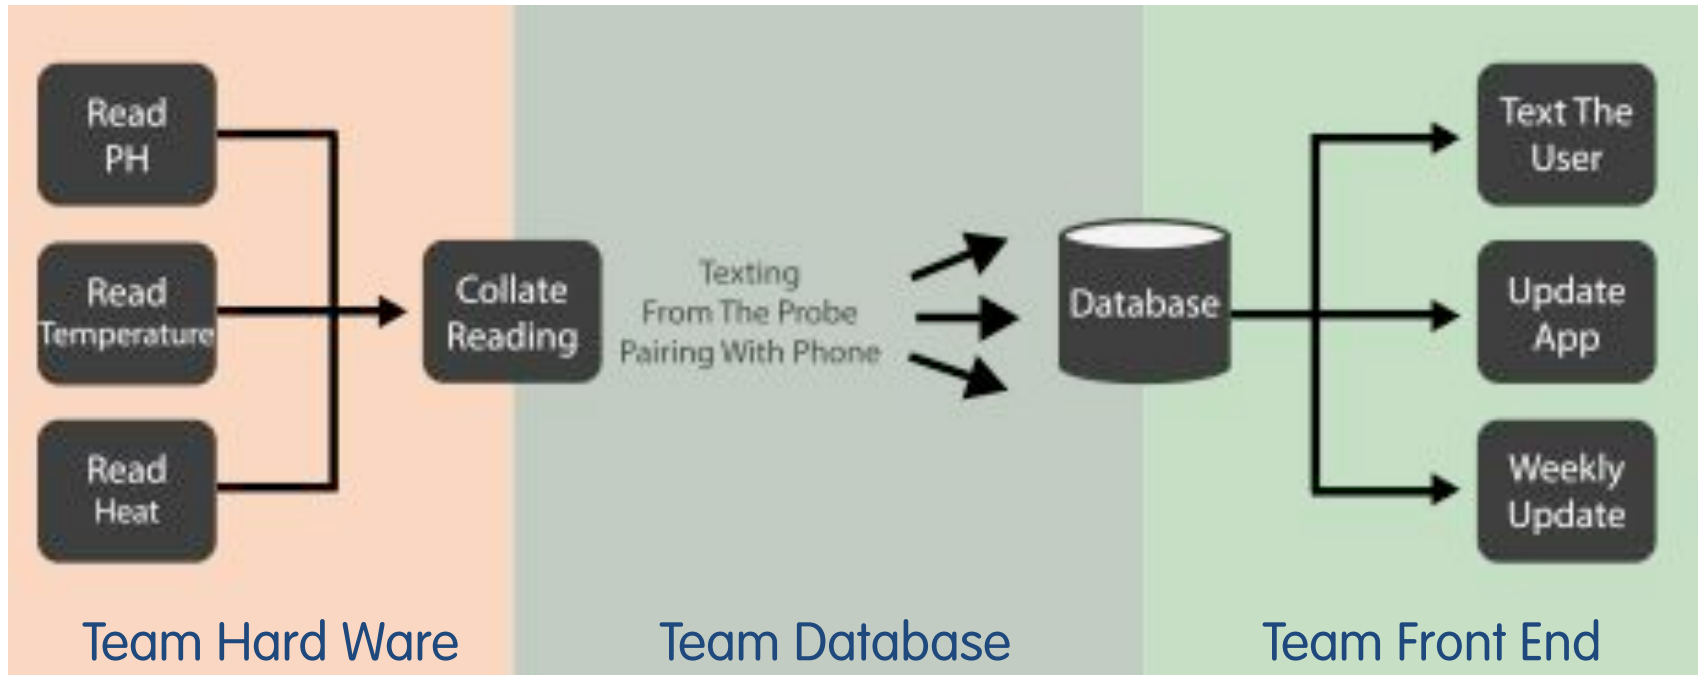 Read
PH
Read
Temperature
Read
Heat
Collate
Reading
Texting
From The Probe
Pairing With Phone
Database
Text The
User
Update
App
Weekly
Update
Team Hard Ware
Team Database
Team Front End